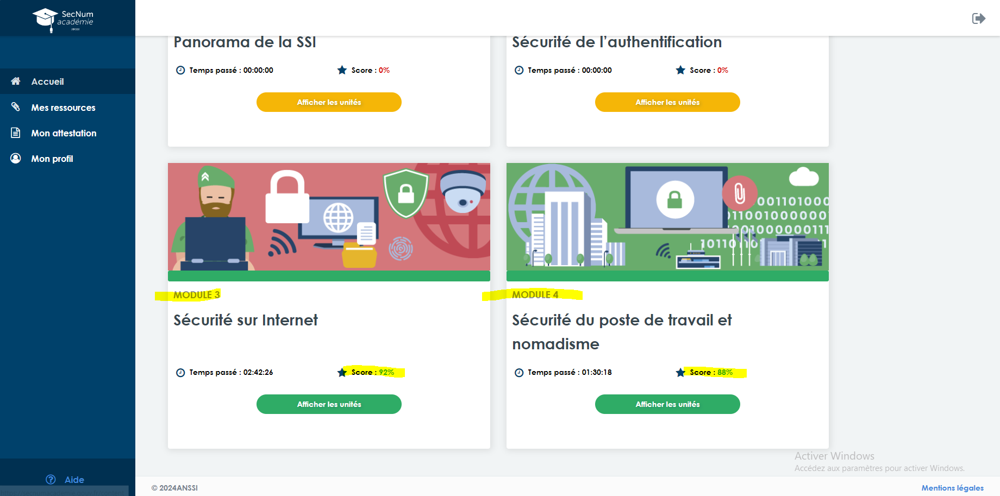 SecNum
académie
ANSSI
Accueil
Mes ressources
Mon attestation
Mon profil
Aide
Panorama de la SSI
Temps passé : 00:00:00
Score : 0%
Afficher les unités
Sécurité de l'authentification
Temps passé : 00:00:00
Score : 0%
Afficher les unités
MODULE 3
Sécurité sur Internet
Temps passé : 02:42:26
Score : 92%
Afficher les unités
001101000
011001000000
1000000111
MODULE 4
Sécurité du poste de travail et
nomadisme
Temps passé : 01:30:18
Score : 88%
Afficher les unités
Activer Windows
Accédez aux paramètres pour activer Windows.
© 2024ANSSI
Mentions légales